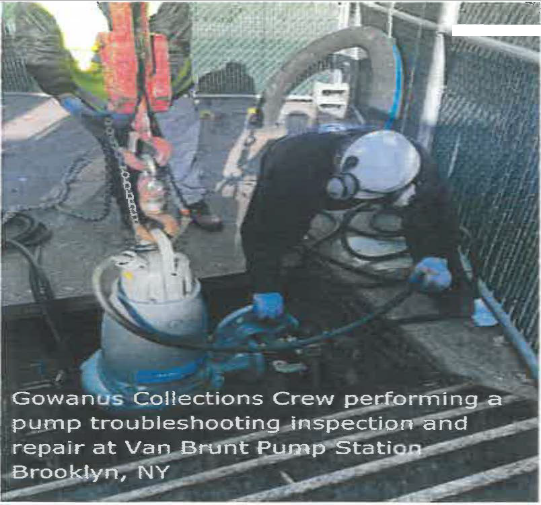 Gowanus Collections Crew performing a
pump troubleshooting inspection and
repair at Van Brunt Pump Station
Brooklyn, NY